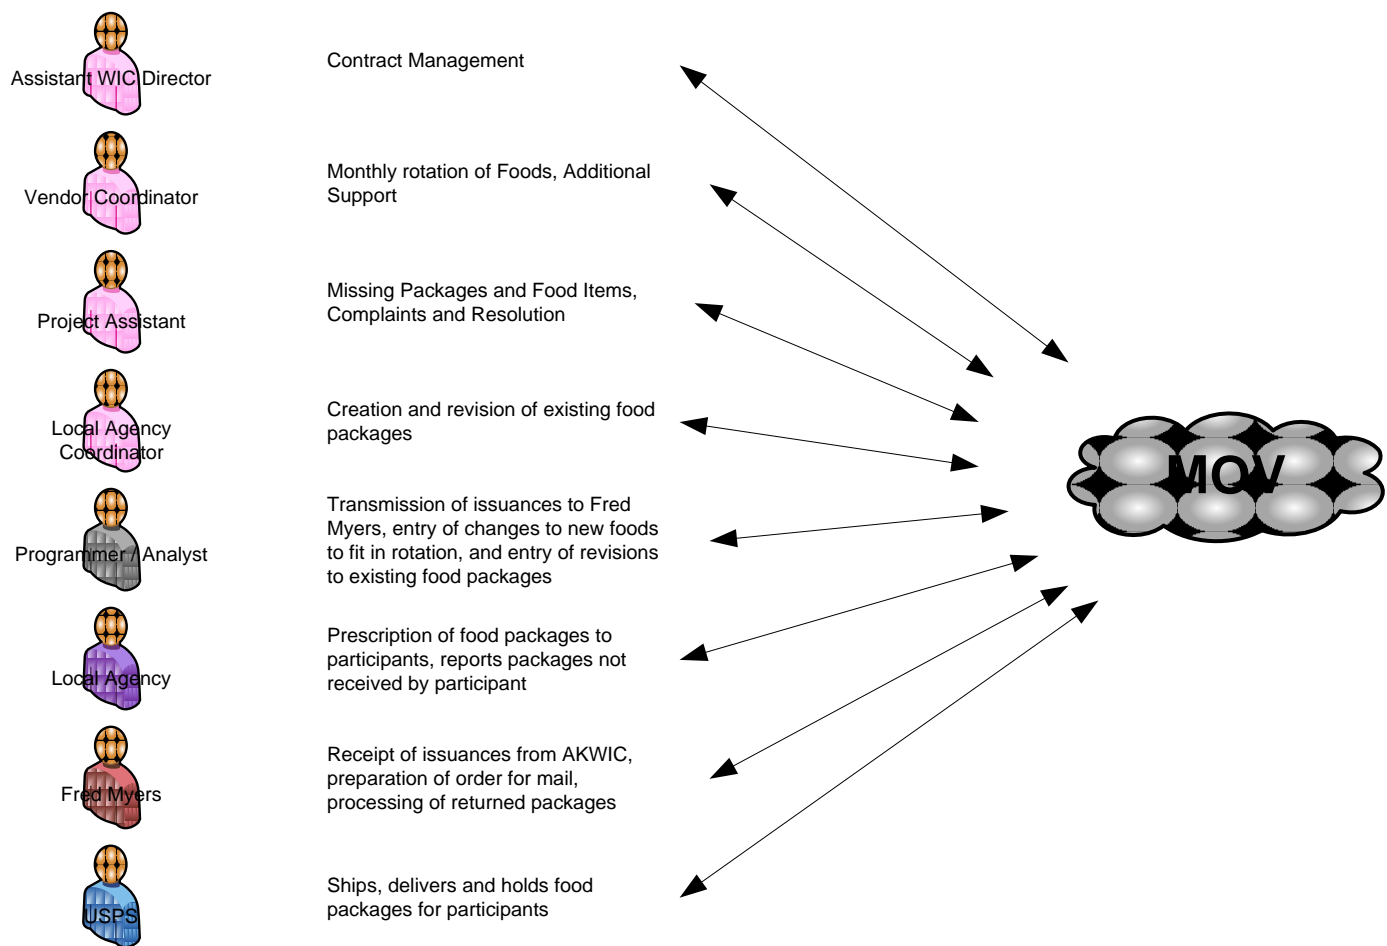 Assistant WIC Director
Contract Management
Vendor Coordinator
Monthly rotation of Foods, Additional
Support
Project Assistant
Missing Packages and Food Items,
Complaints and Resolution
Local Agency
Coordinator
Creation and revision of existing food
packages
Programmer / Analyst
Transmission of issuances to Fred
Myers, entry of changes to new foods
to fit in rotation, and entry of revisions
to existing food packages
Local Agency
Prescription of food packages to
participants, reports packages not
received by participant
Fred Myers
Receipt of issuances from AKWIC,
preparation of order for mail,
processing of returned packages
USPS
Ships, delivers and holds food
packages for participants
MOV